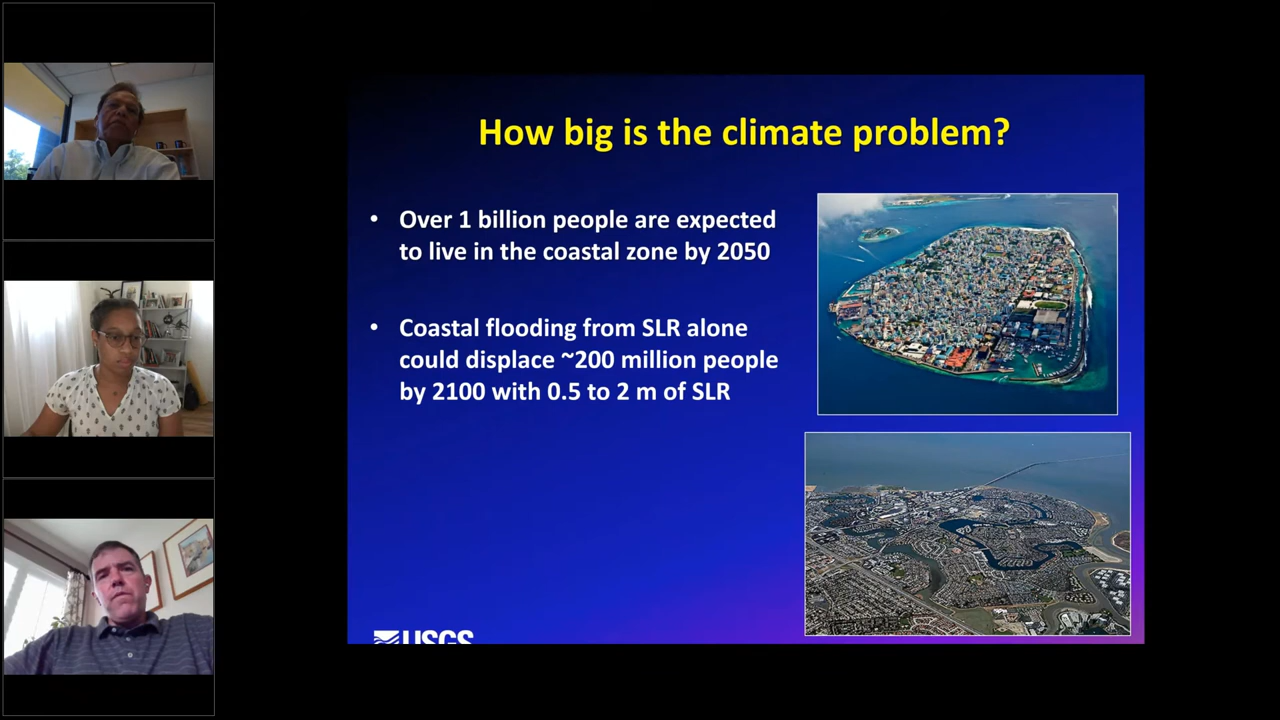 How big is the climate problem?
• Over 1 billion people are expected
to live in the coastal zone by 2050
• Coastal flooding from SLR alone
could displace ~200 million people
by 2100 with 0.5 to 2 m of SLR
USGS